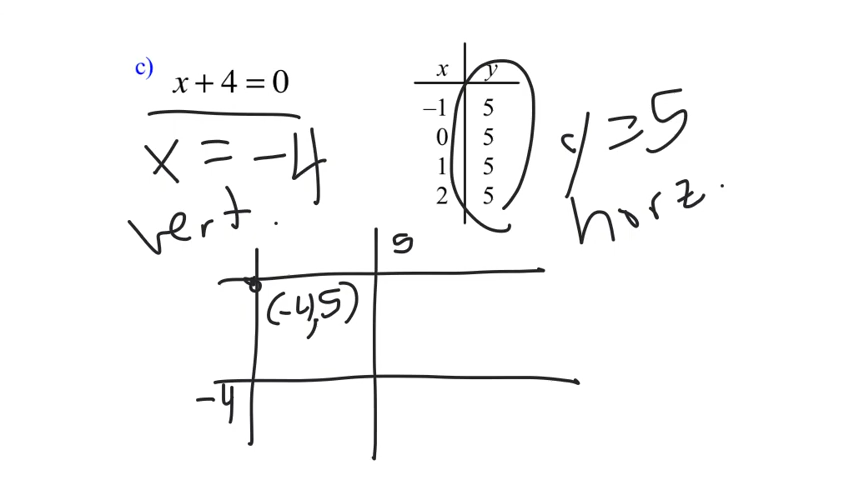 c) x + 4 = 0
x = -4
vert.
x y
–1 5
0 5
1 5
2 5
y = 5
horz.
5
(-4,5)
-4